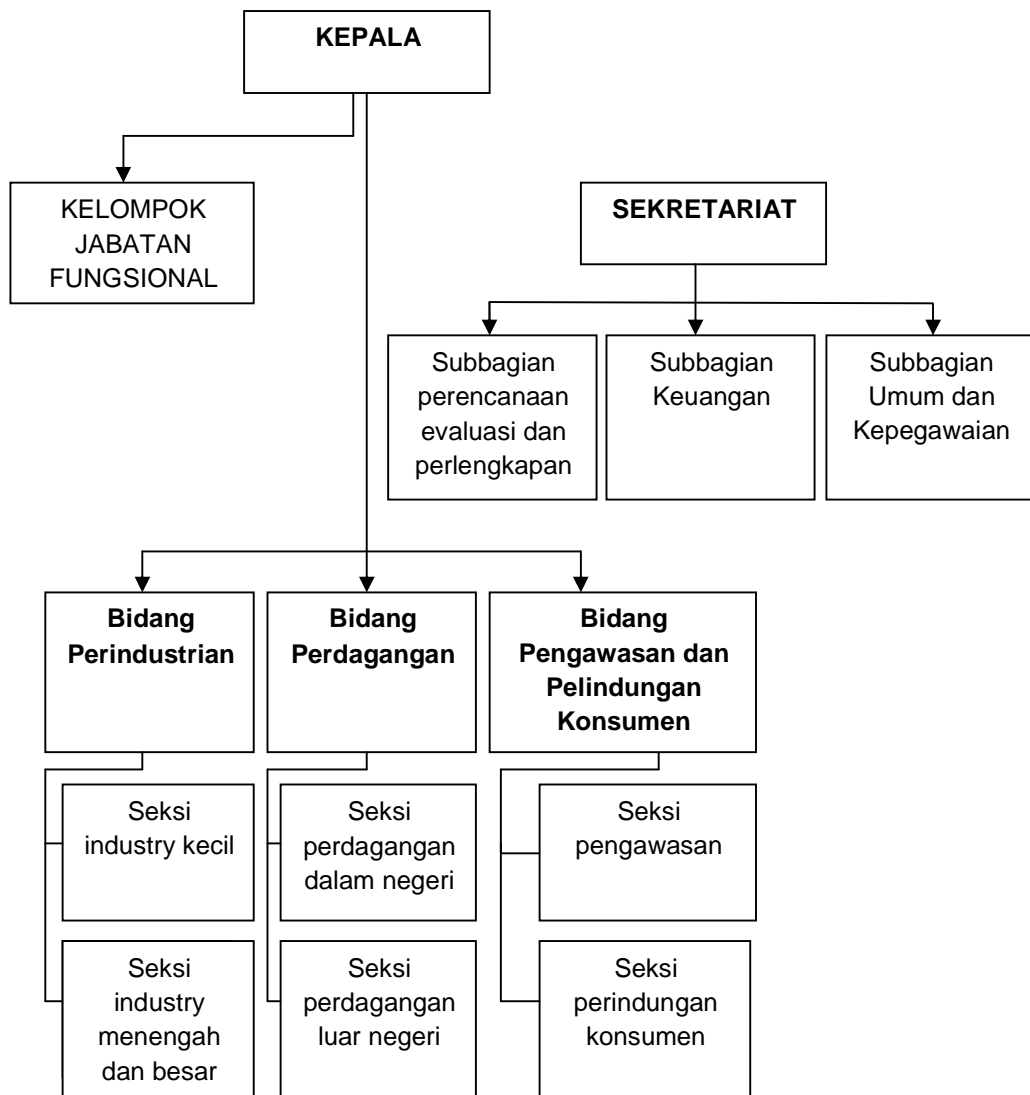 KEPALA
KELOMPOK
JABATAN
FUNGSIONAL
SEKRETARIAT
Subbagian
perencanaan
evaluasi dan
perlengkapan
Subbagian
Keuangan
Subbagian
Umum dan
Kepegawaian
Bidang
Perindustrian
Bidang
Perdagangan
Bidang
Pengawasan dan
Pelindungan
Konsumen
Seksi
industry kecil
Seksi
perdagangan
dalam negeri
Seksi
pengawasan
Seksi
industry
menengah
dan besar
Seksi
perdagangan
luar negeri
Seksi
perindungan
konsumen